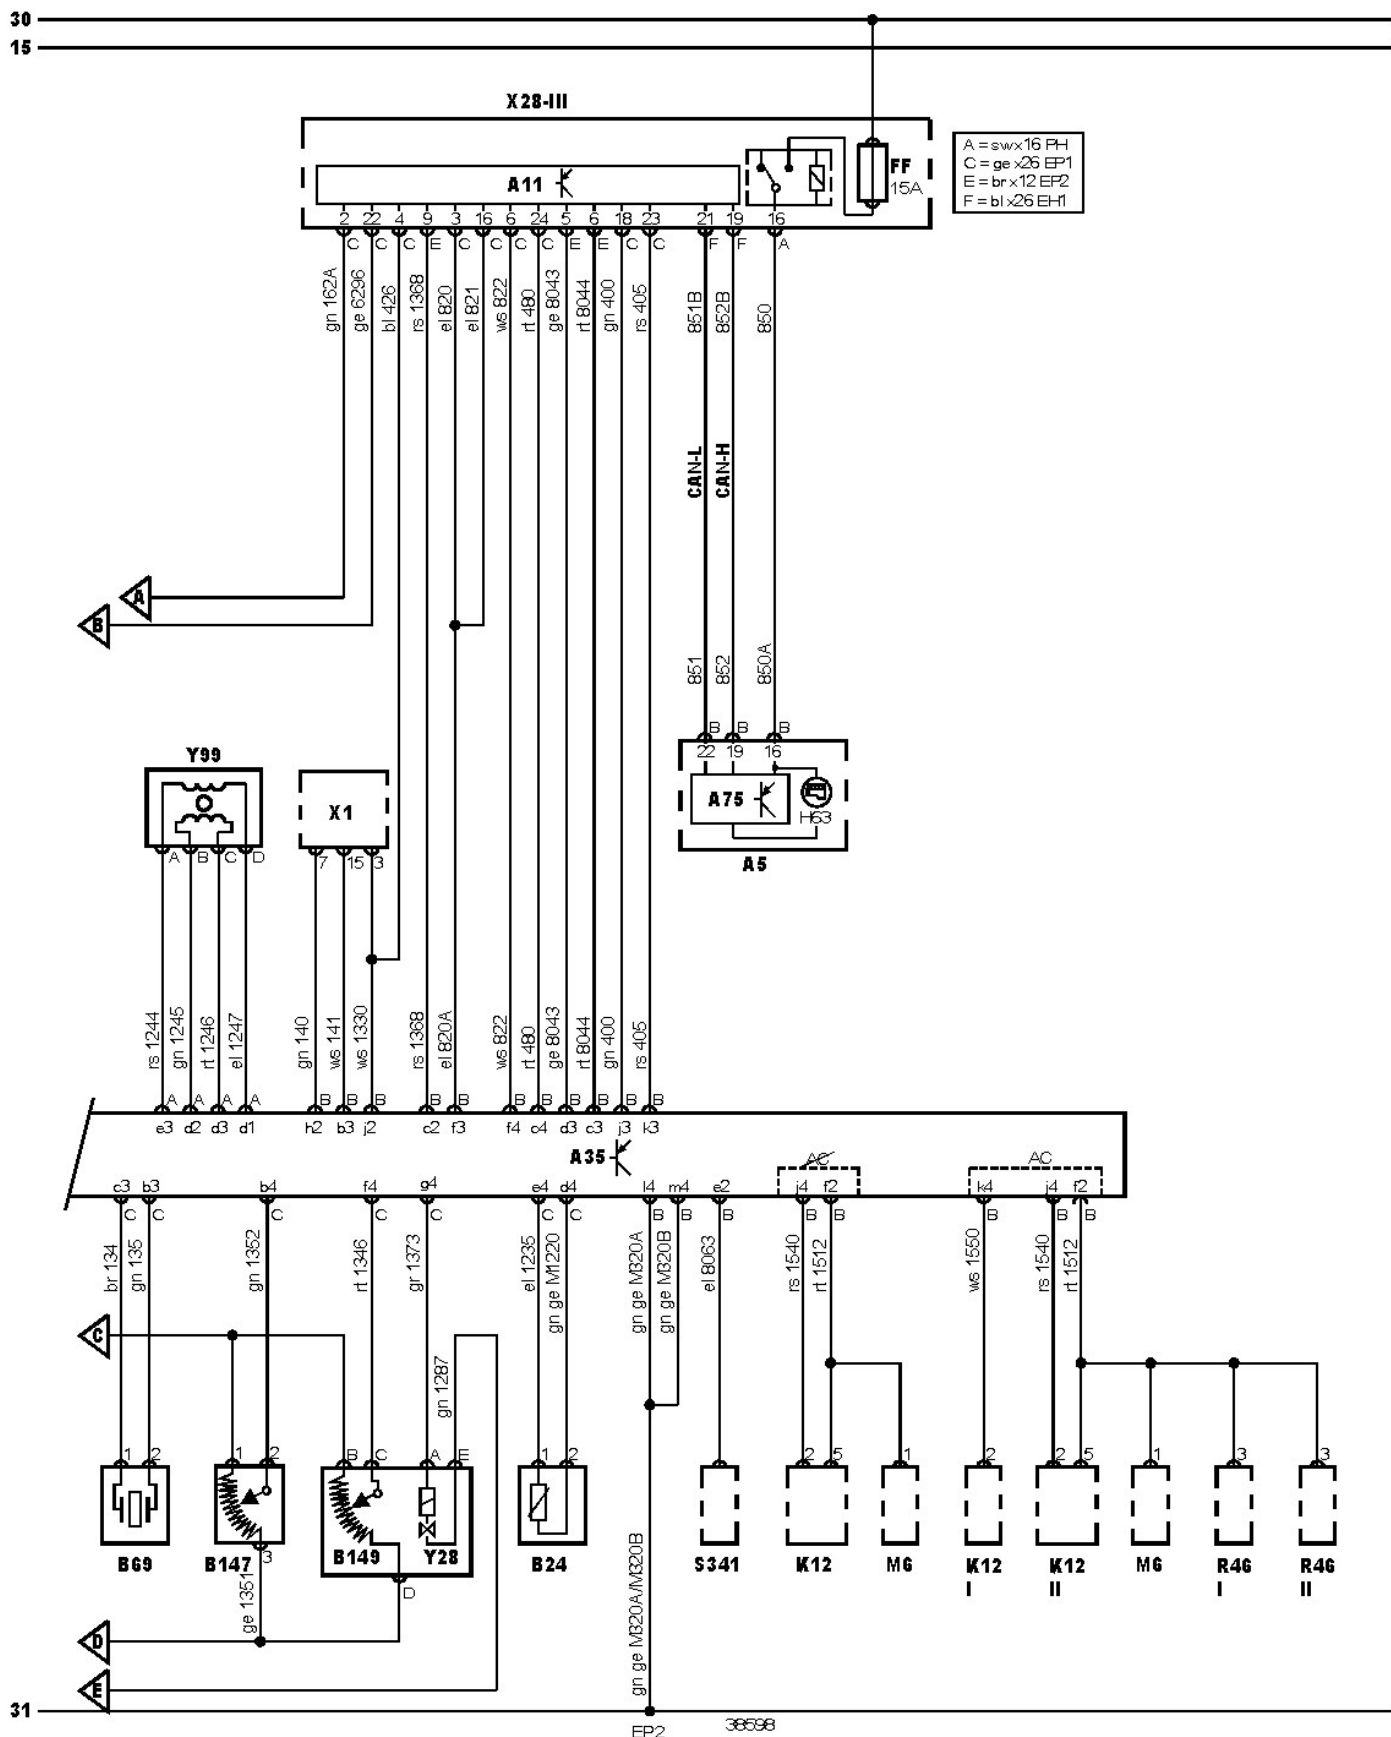 30
15
X28-III
A = swx16 PH
C = ge x26 EP1
E = br x12 EP2
F = bl x26 EH1
A11
FF
15A
2 22 4 9 3 16 6 24 5 6 18 23 21 19 16
C C C E C C C C E E C C F F A
gn 162A
ge 6296
bl 426
rs 1368
el 820
el 821
ws 822
rt 480
ge 8043
rt 8044
gn 400
rs 405
851B
852B
850
CAN-L
CAN-H
A
B
851
852
850A
B B B
22 19 16
A75
H63
A5
Y99
X1
A B C D
7 15 3
rs 1244
gn 1245
rt 1246
el 1247
gn 140
ws 141
ws 1330
rs 1368
el 820A
ws 822
rt 480
ge 8043
rt 8044
gn 400
rs 405
A A A A B B B B B B B B B B B
e3 d2 d3 d1 h2 b3 j2 c2 f3 f4 c4 d3 c3 j3 k3
A35
AC
AC
c3 b3 b4 f4 g4 e4 d4 l4 m4 e2 j4 f2 k4 j4 f2
C C C C C C C B B B B B B B B
br 134
gn 135
gn 1352
rt 1346
gr 1373
gn 1287
el 1235
gn ge M1220
gn ge M320A
gn ge M320B
el 8063
rs 1540
rt 1512
ws 1550
rs 1540
rt 1512
C
1 2 1 2 B C A E 1 2 2 5 1 2 2 5 1 3 3
B69
B147
B149
Y28
B24
S341
K12
M6
K12
I
K12
II
M6
R46
I
R46
II
3
D
ge 1351
gn ge M320A/M320B
D
E
31
EP2
38598